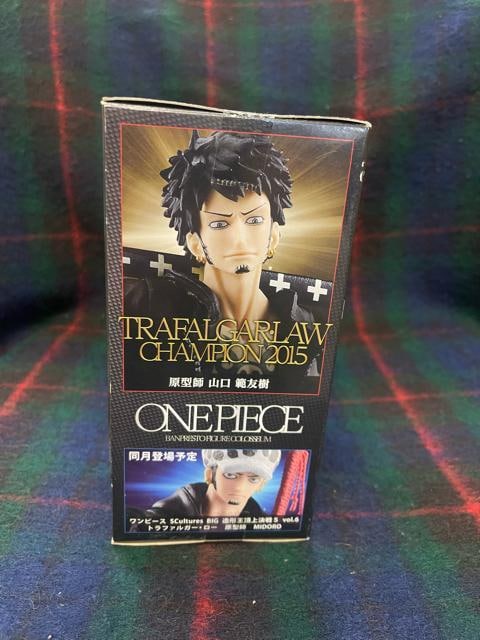 TRAFALGAR·LAW
CHAMPION 2015
原型師 山口 範友樹
ONE PIECE
BANPRESTO FIGURE COLOSSEUM
同月登場予定
ワンピース SCultures BIG 造形王頂上決戦5 vol.6
トラファルガー・ロー 原型師 MIDORO